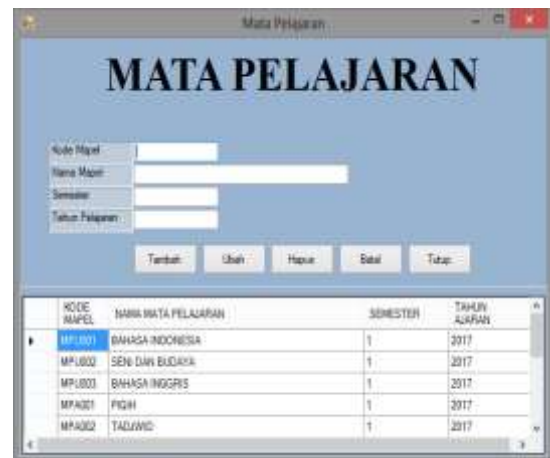 Mata Pelajaran
MATA PELAJARAN
Kode Mapel
Nama Mapel
Semester
Tahun Pelajaran
Tambah Ubah Hapus Batal Tutup
KODE MAPEL NAMA MATA PELAJARAN SEMESTER TAHUN AJARAN
MPU001 BAHASA INDONESIA 1 2017
MPU002 SENI DAN BUDAYA 1 2017
MPU003 BAHASA INGGRIS 1 2017
MPA001 PIQIH 1 2017
MPA002 TADJWID 1 2017